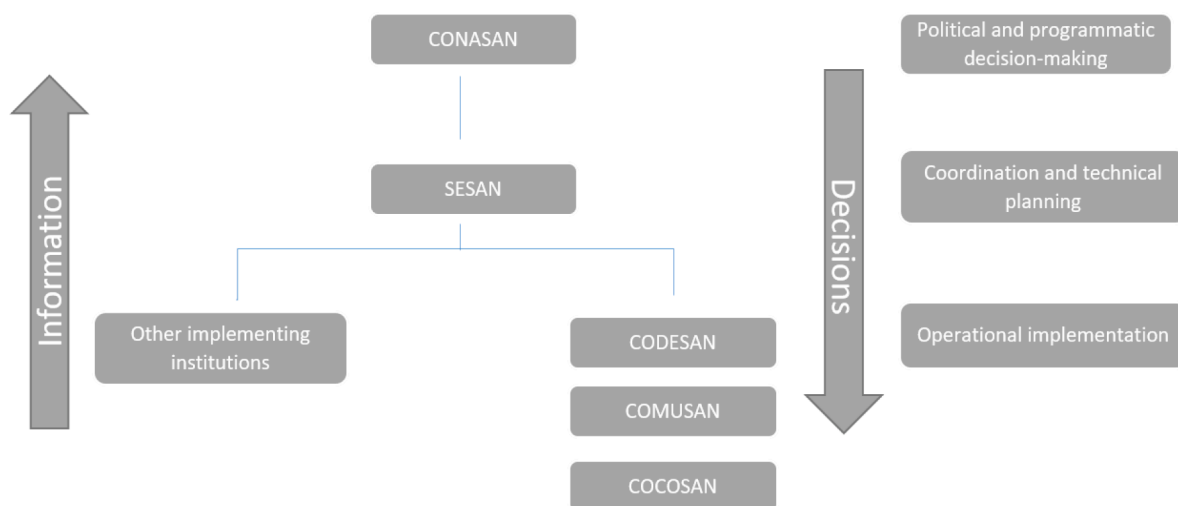 CONASAN
Political and programmatic
decision-making
Information
SESAN
Decisions
Coordination and technical
planning
Other implementing
institutions
CODESAN
Operational implementation
COMUSAN
COCOSAN